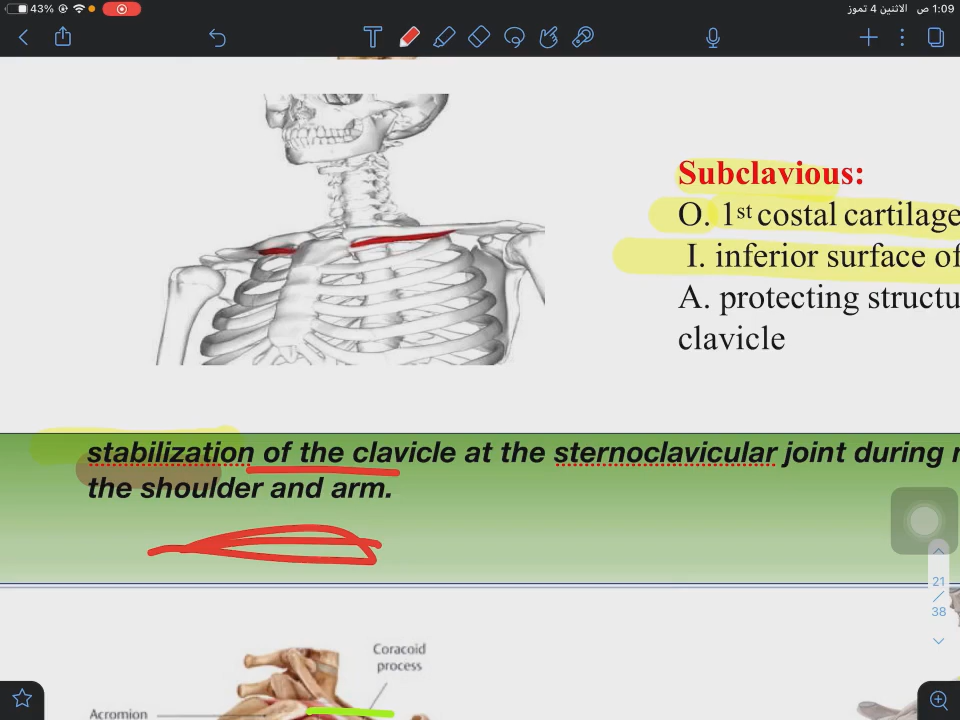 43%
1:09 ص الاثنين 4 تموز
Subclavious:
O. 1st costal cartilage
I. inferior surface of
A. protecting structu
clavicle
stabilization of the clavicle at the sternoclavicular joint during
the shoulder and arm.
21
/
38
Coracoid
process
Acromion